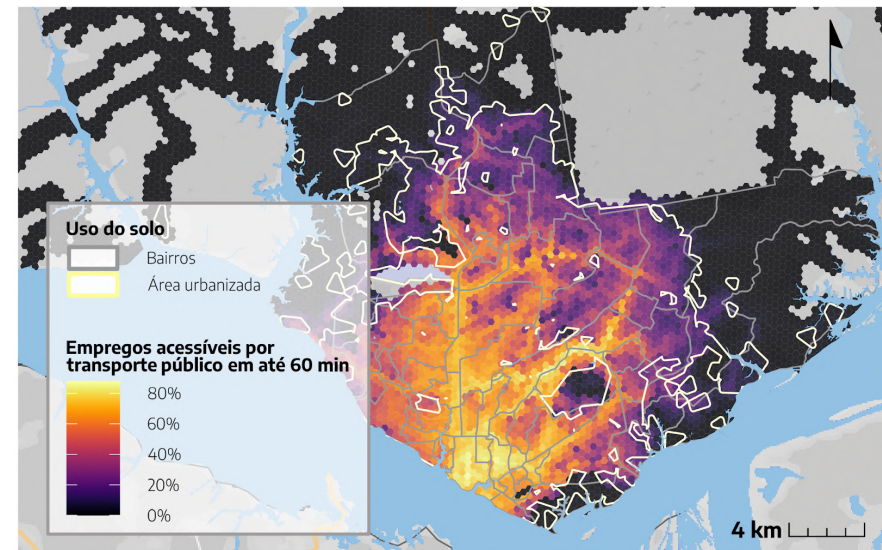 Uso do solo
Bairros
Área urbanizada
Empregos acessíveis por
transporte público em até 60 min
80%
60%
40%
20%
0%
4 km